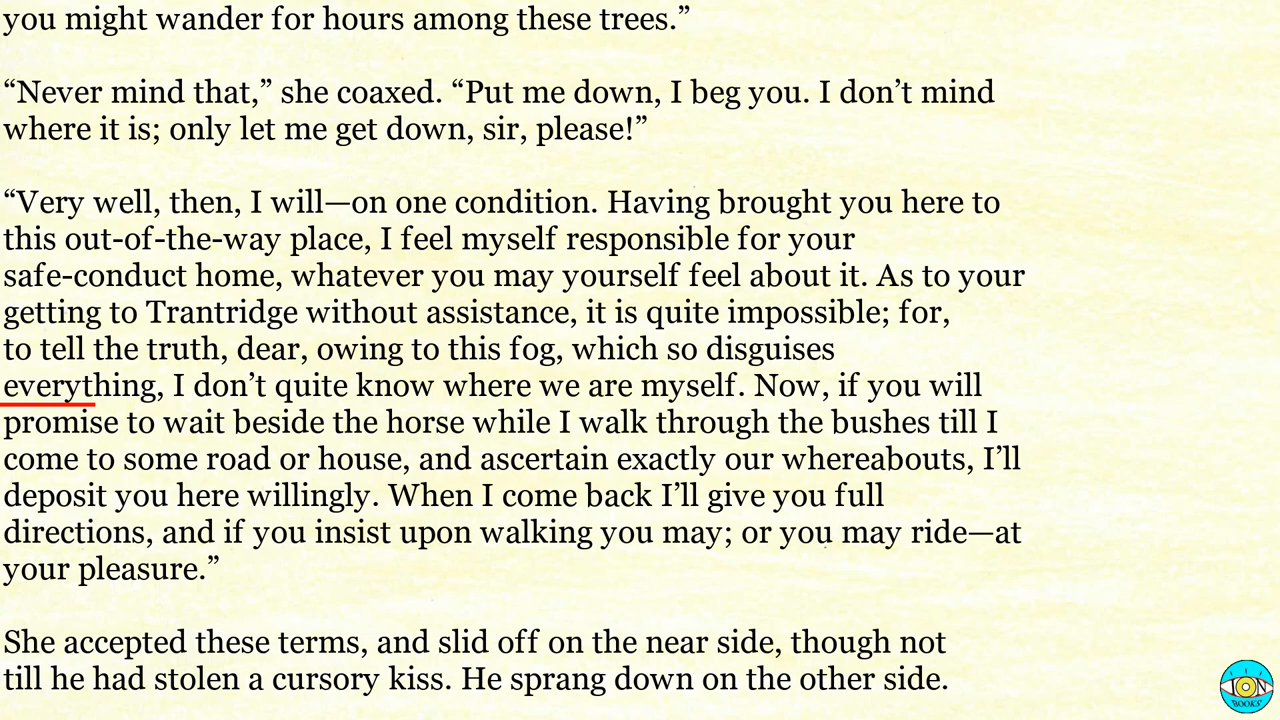 you might wander for hours among these trees.”
“Never mind that,” she coaxed. “Put me down, I beg you. I don’t mind
where it is; only let me get down, sir, please!”
“Very well, then, I will—on one condition. Having brought you here to
this out-of-the-way place, I feel myself responsible for your
safe-conduct home, whatever you may yourself feel about it. As to your
getting to Trantridge without assistance, it is quite impossible; for,
to tell the truth, dear, owing to this fog, which so disguises
everything, I don’t quite know where we are myself. Now, if you will
promise to wait beside the horse while I walk through the bushes till I
come to some road or house, and ascertain exactly our whereabouts, I’ll
deposit you here willingly. When I come back I’ll give you full
directions, and if you insist upon walking you may; or you may ride—at
your pleasure.”
She accepted these terms, and slid off on the near side, though not
till he had stolen a cursory kiss. He sprang down on the other side.
ION
BOOKS